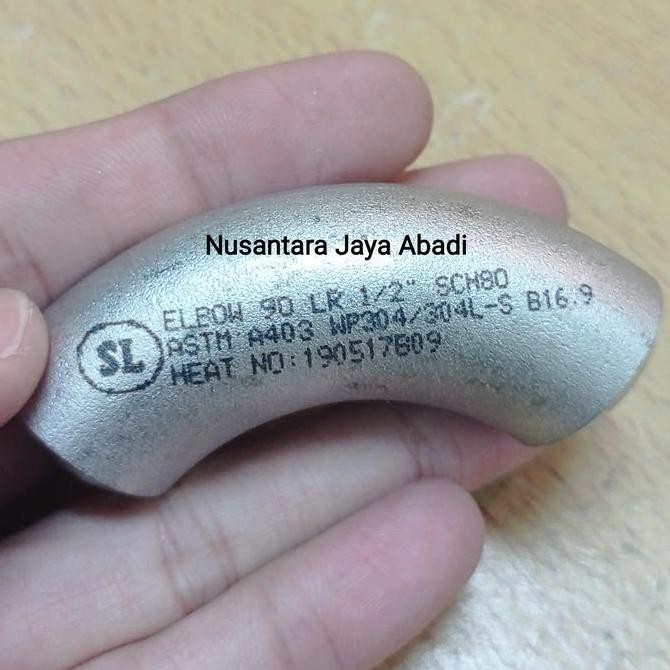 Nusantara Jaya Abadi
ELBOW 90 LR 1/2" SCH80
SL
ASTM A403 WP304/304L-S B16.9
HEAT NO:190517B09